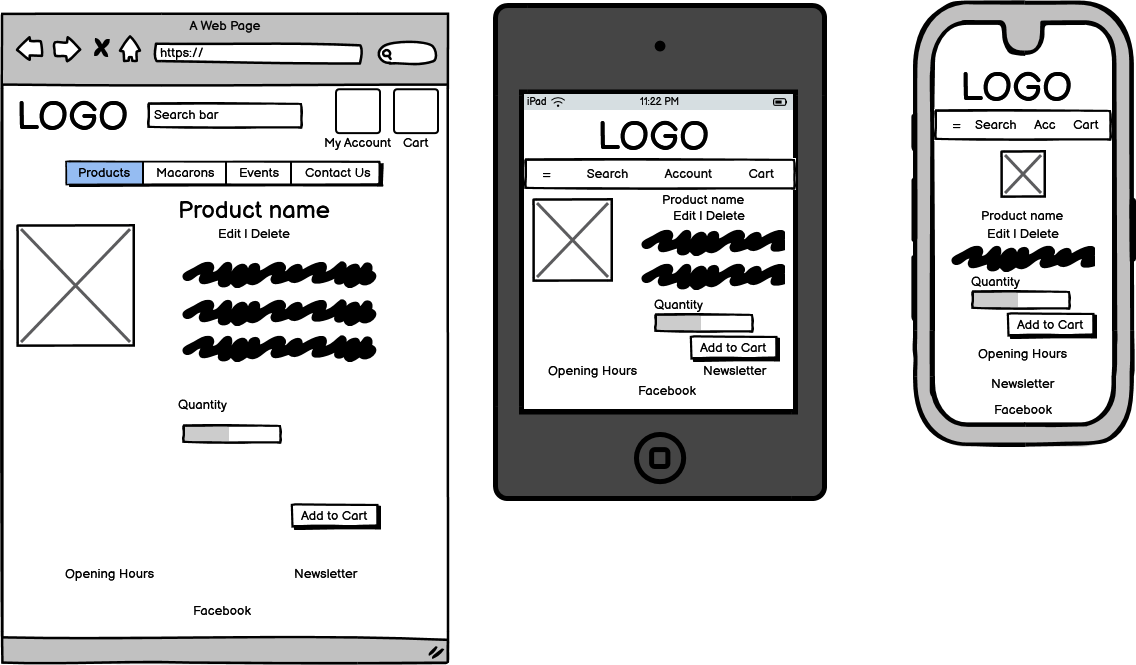 A Web Page
https://
LOGO
Search bar
My Account Cart
Products Macarons Events Contact Us
Product name
Edit | Delete
Quantity
Add to Cart
Opening Hours Newsletter
Facebook
iPad 11:22 PM
LOGO
= Search Account Cart
Product name
Edit | Delete
Quantity
Add to Cart
Opening Hours Newsletter
Facebook
LOGO
= Search Acc Cart
Product name
Edit | Delete
Quantity
Add to Cart
Opening Hours
Newsletter
Facebook